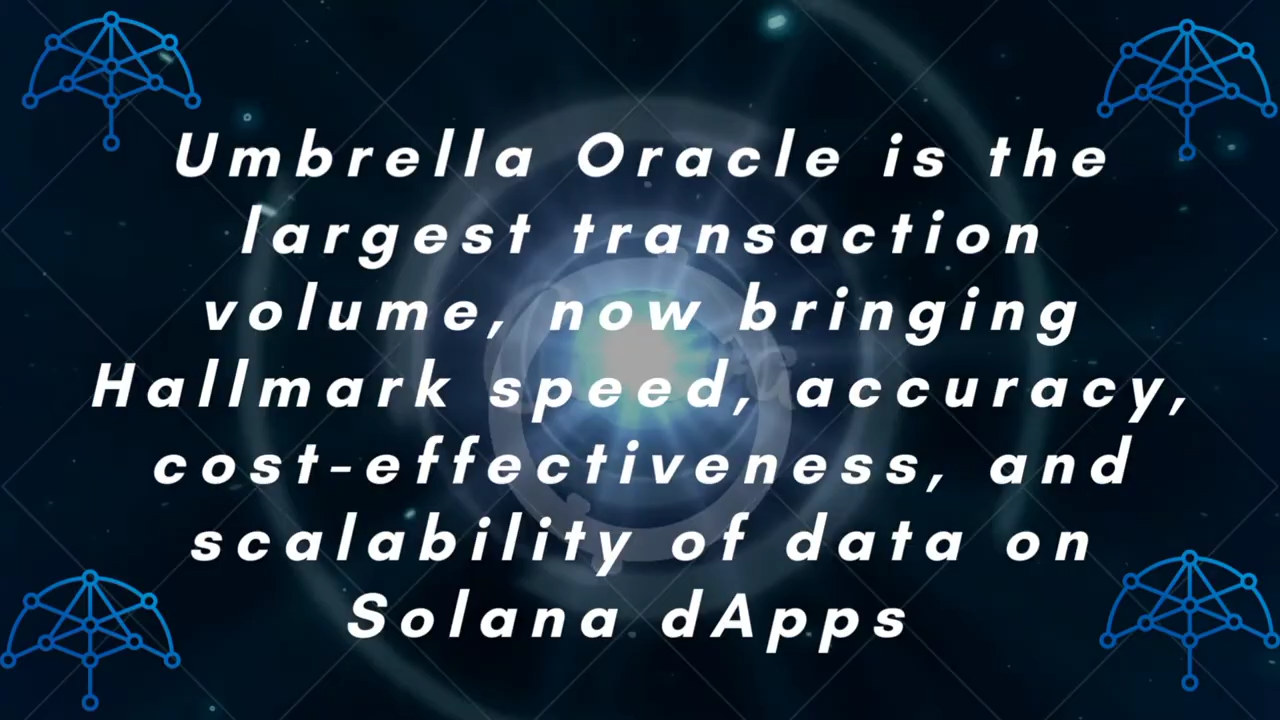 Umbrella Oracle is the
largest transaction
volume, now bringing
Hallmark speed, accuracy,
cost-effectiveness, and
scalability of data on
Solana dApps